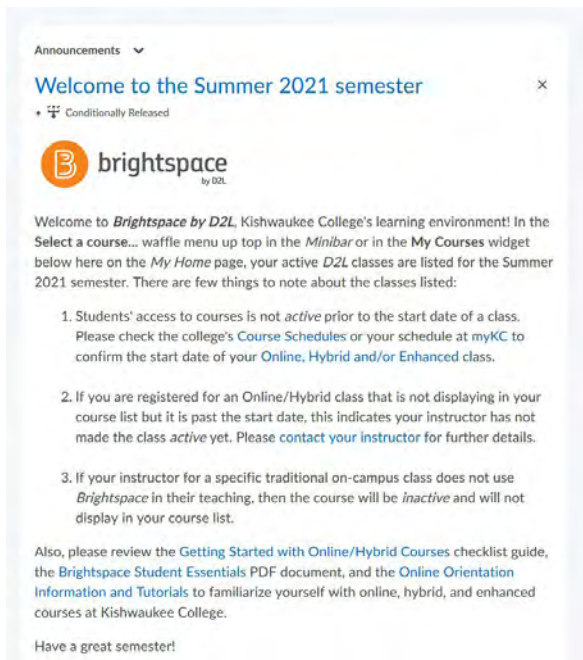 Announcements
Welcome to the Summer 2021 semester
Conditionally Released
B brightspace
by D2L
Welcome to Brightspace by D2L, Kishwaukee College's learning environment! In the
Select a course... waffle menu up top in the Minibar or in the My Courses widget
below here on the My Home page, your active D2L classes are listed for the Summer
2021 semester. There are few things to note about the classes listed:
1. Students' access to courses is not active prior to the start date of a class.
Please check the college's Course Schedules or your schedule at myKC to
confirm the start date of your Online, Hybrid and/or Enhanced class.
2. If you are registered for an Online/Hybrid class that is not displaying in your
course list but it is past the start date, this indicates your instructor has not
made the class active yet. Please contact your instructor for further details.
3. If your instructor for a specific traditional on-campus class does not use
Brightspace in their teaching, then the course will be inactive and will not
display in your course list.
Also, please review the Getting Started with Online/Hybrid Courses checklist guide,
the Brightspace Student Essentials PDF document, and the Online Orientation
Information and Tutorials to familiarize yourself with online, hybrid, and enhanced
courses at Kishwaukee College.
Have a great semester!